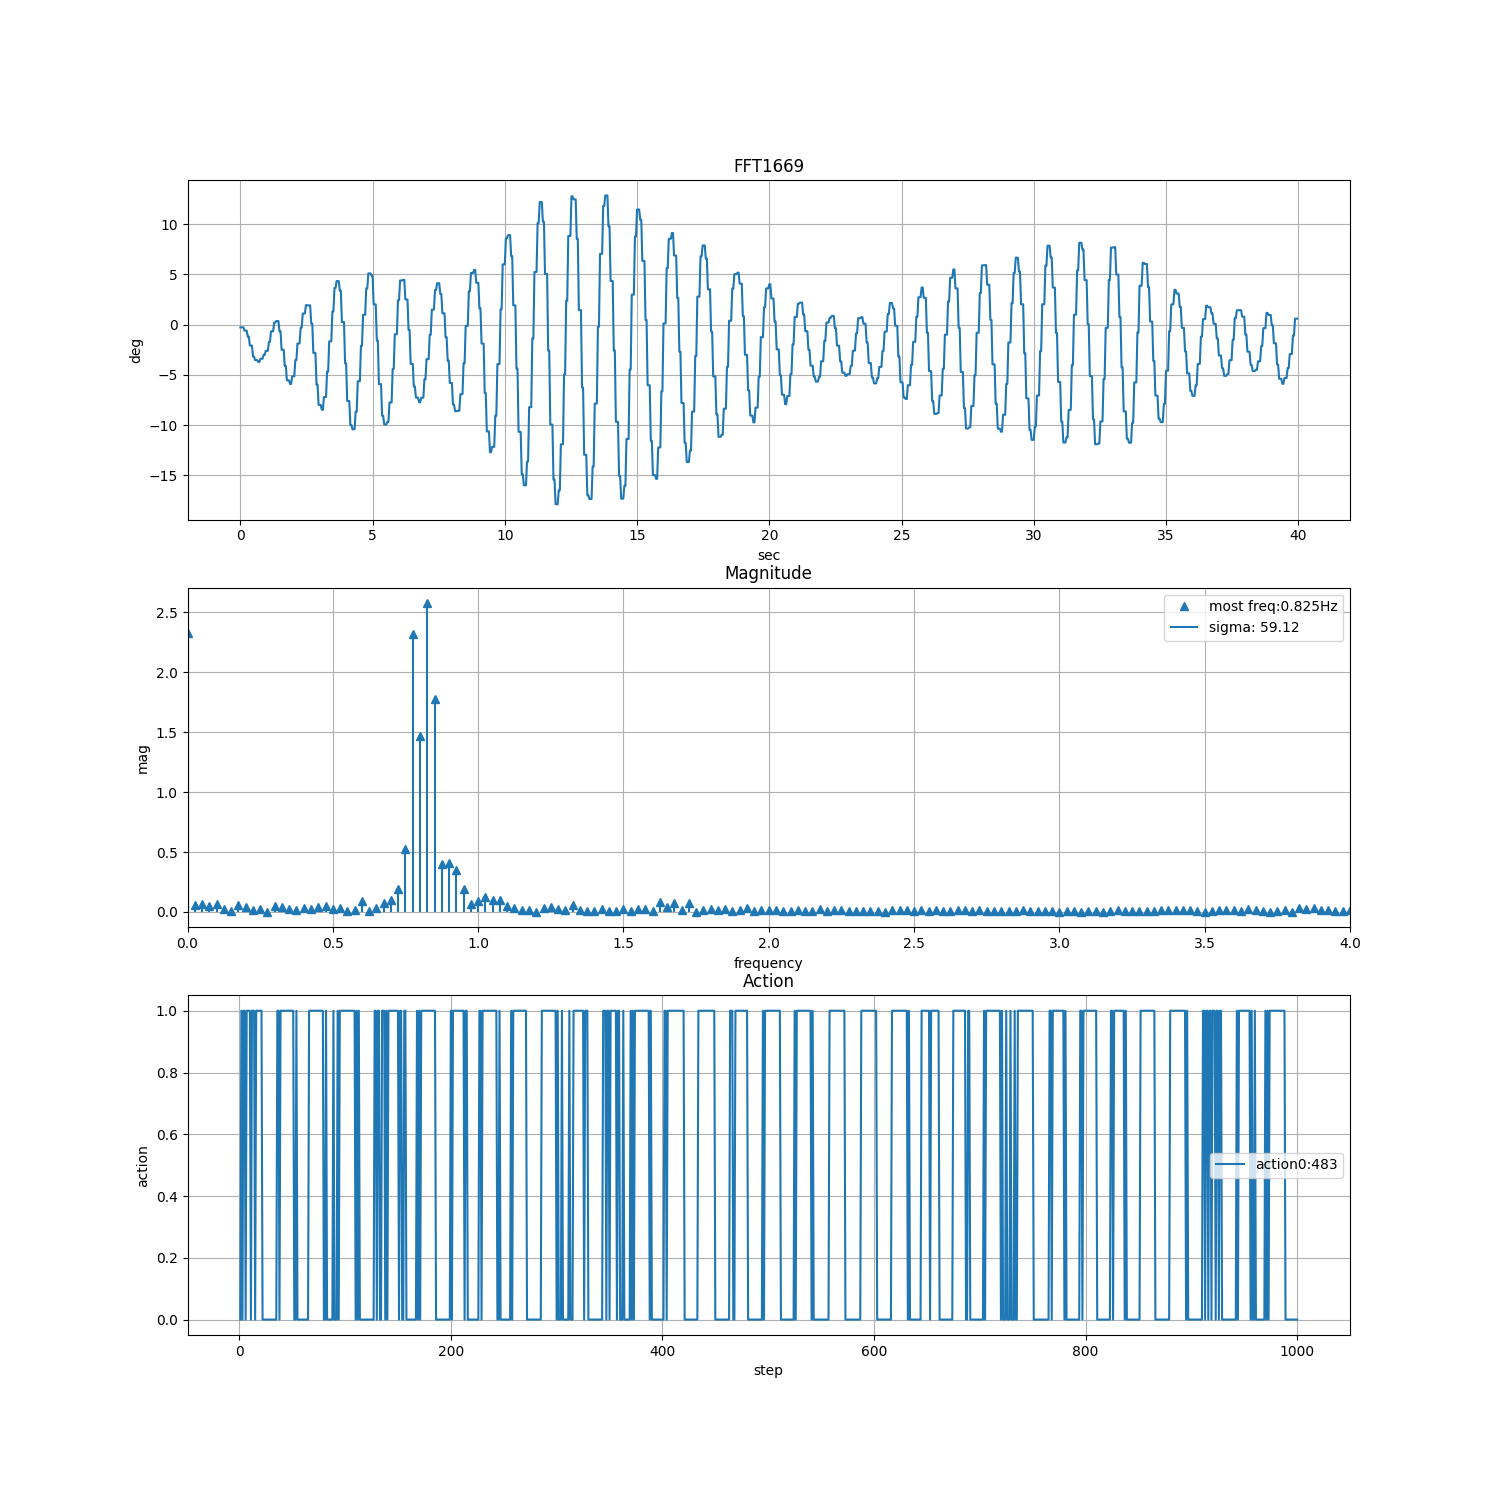 FFT1669
10
5
0
−5
−10
−15
deg
0 5 10 15 20 25 30 35 40
sec
Magnitude
2.5
2.0
1.5
1.0
0.5
0.0
mag
most freq:0.825Hz
sigma: 59.12
0.0 0.5 1.0 1.5 2.0 2.5 3.0 3.5 4.0
frequency
Action
1.0
0.8
0.6
0.4
0.2
0.0
action
action0:483
0 200 400 600 800 1000
step